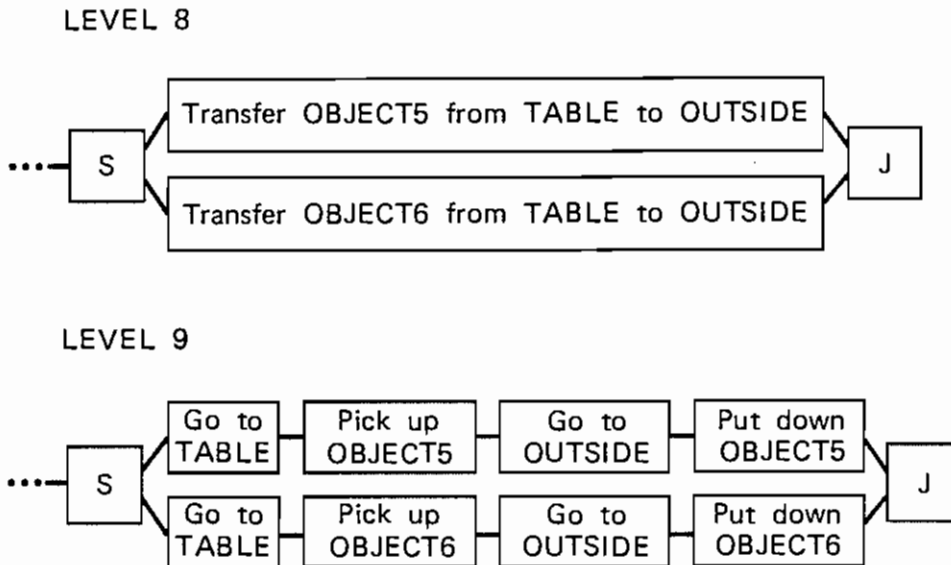 LEVEL 8
Transfer OBJECT5 from TABLE to OUTSIDE
S
J
Transfer OBJECT6 from TABLE to OUTSIDE
LEVEL 9
Go to
TABLE
Pick up
OBJECT5
Go to
OUTSIDE
Put down
OBJECT5
S
J
Go to
TABLE
Pick up
OBJECT6
Go to
OUTSIDE
Put down
OBJECT6